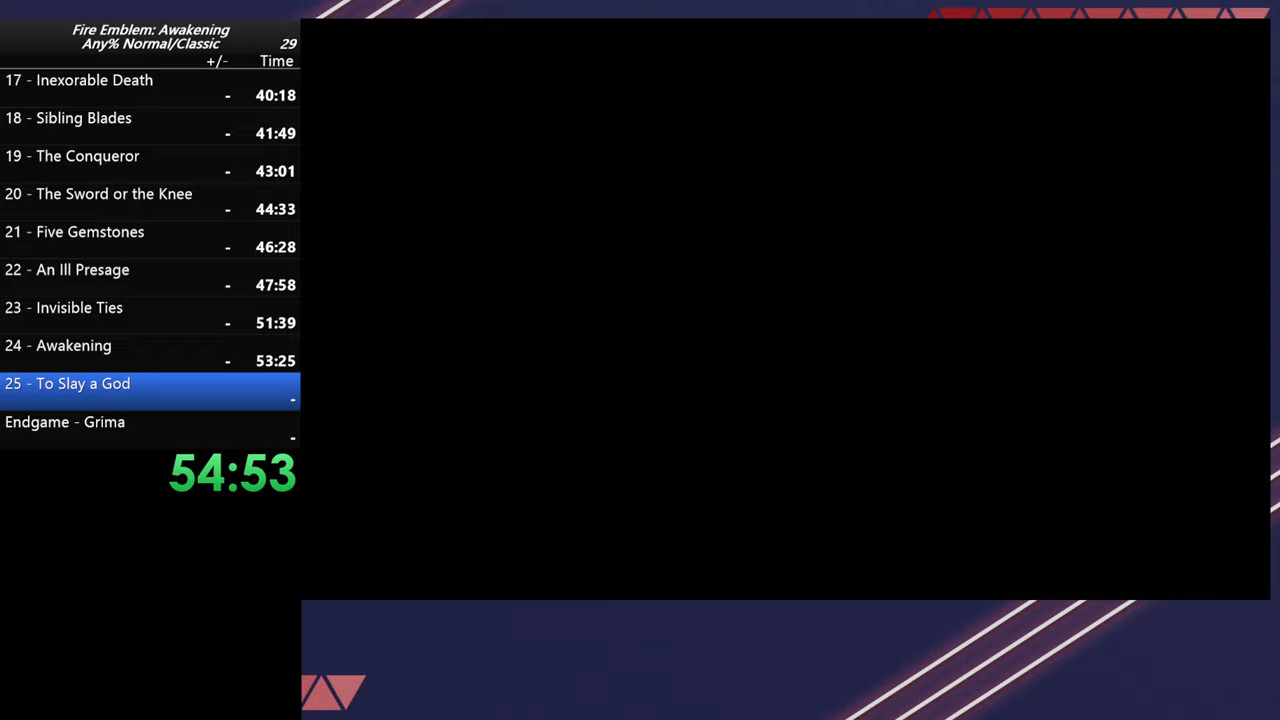 Fire Emblem: Awakening
Any% Normal/Classic 29
+/- Time
17 - Inexorable Death
- 40:18
18 - Sibling Blades
- 41:49
19 - The Conqueror
- 43:01
20 - The Sword or the Knee
- 44:33
21 - Five Gemstones
- 46:28
22 - An Ill Presage
- 47:58
23 - Invisible Ties
- 51:39
24 - Awakening
- 53:25
25 - To Slay a God
-
Endgame - Grima
-
54:53